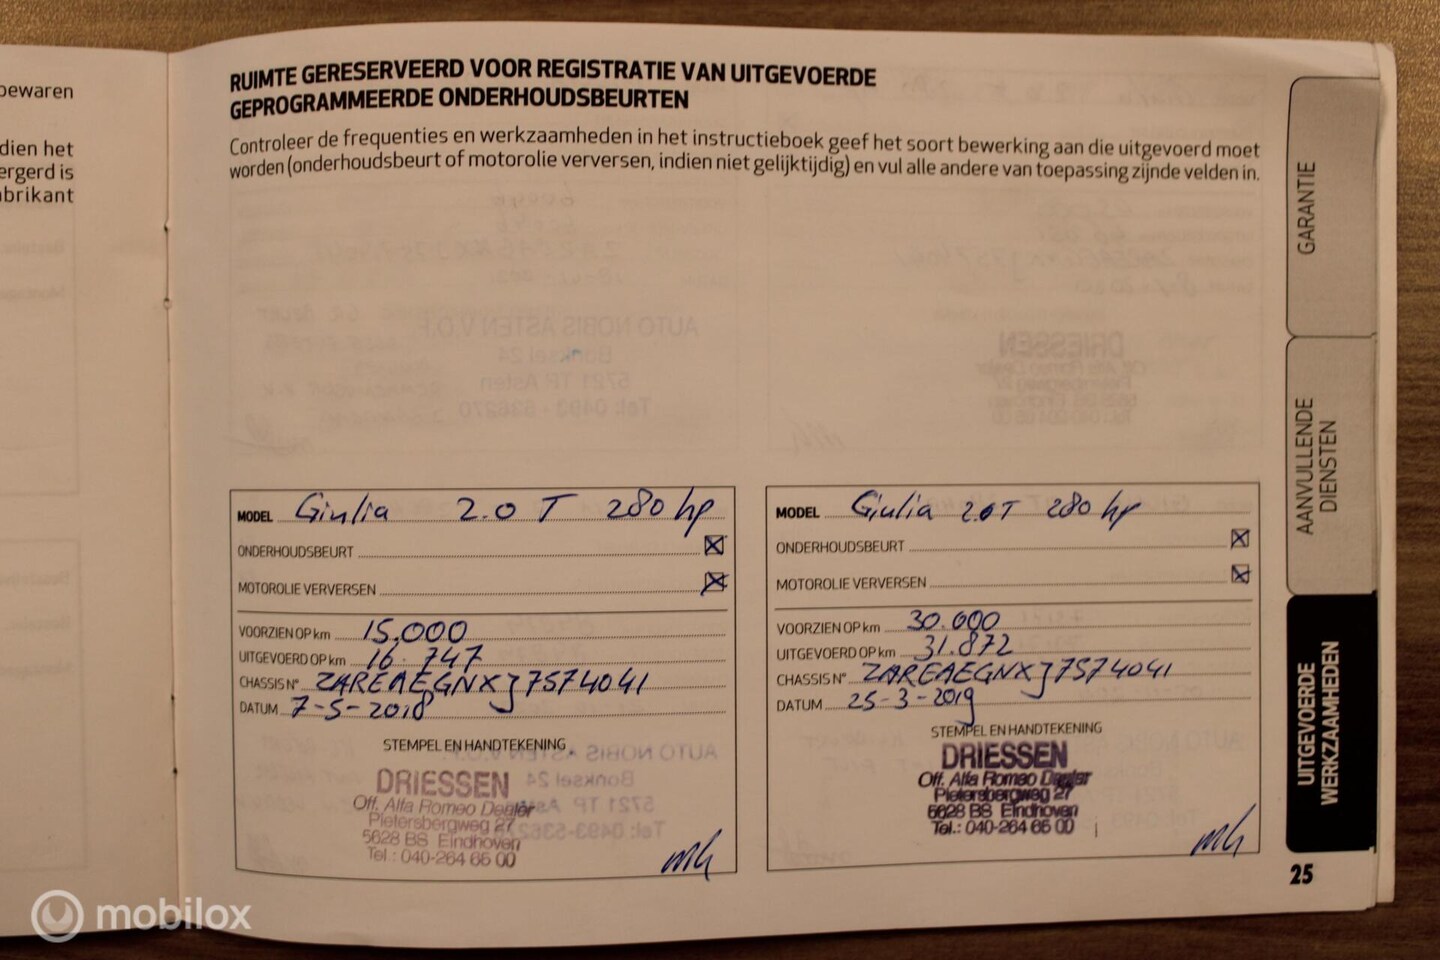 bewaren
dien het
ergerd is
abrikant
RUIMTE GERESERVEERD VOOR REGISTRATIE VAN UITGEVOERDE
GEPROGRAMMEERDE ONDERHOUDSBEURTEN
Controleer de frequenties en werkzaamheden in het instructieboek geef het soort bewerking aan die uitgevoerd moet
worden (onderhoudsbeurt of motorolie verversen, indien niet gelijktijdig) en vul alle andere van toepassing zijnde velden in.
MODEL Giulia 2.0 T 280 hp
ONDERHOUDSBEURT
MOTOROLIE VERVERSEN
VOORZIEN OP km 15.000
UITGEVOERD OP km 16.747
CHASSIS N° ZAREAEGNXJ7574041
DATUM 7-5-2018
STEMPEL EN HANDTEKENING
DRIESSEN
Off. Alfa Romeo Dealer
Pietersbergweg 27
5628 BS Eindhoven
Tel.: 040-264 66 00
MODEL Giulia 2.0T 280 hp
ONDERHOUDSBEURT
MOTOROLIE VERVERSEN
VOORZIEN OP km 30.000
UITGEVOERD OP km 31.872
CHASSIS N° ZAREAEGNXJ7574041
DATUM 25-3-2019
STEMPEL EN HANDTEKENING
DRIESSEN
Off. Alfa Romeo Dealer
Pietersbergweg 27
5628 BS Eindhoven
Tel.: 040-264 66 00
GARANTIE
AANVULLENDE
DIENSTEN
UITGEVOERDE
WERKZAAMHEDEN
25
mobilox